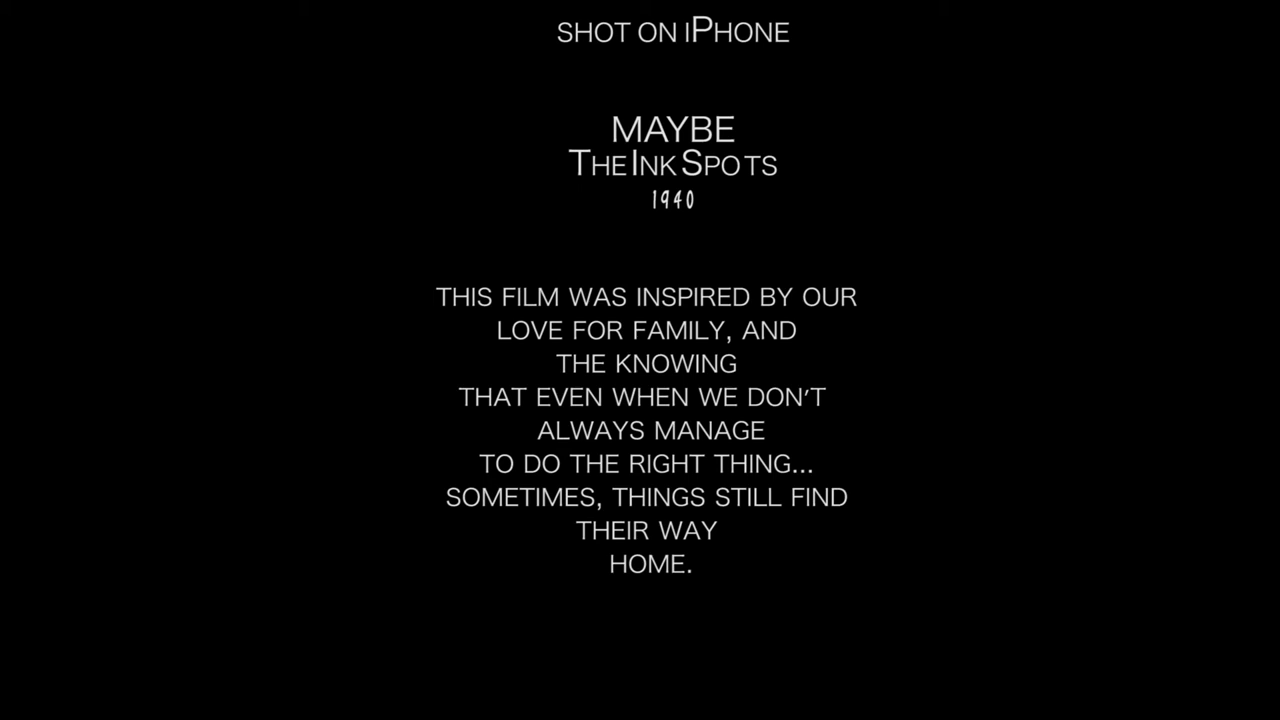 SHOT ON iPHONE
MAYBE
THE INK SPOTS
1940
THIS FILM WAS INSPIRED BY OUR
LOVE FOR FAMILY, AND
THE KNOWING
THAT EVEN WHEN WE DON'T
ALWAYS MANAGE
TO DO THE RIGHT THING...
SOMETIMES, THINGS STILL FIND
THEIR WAY
HOME.